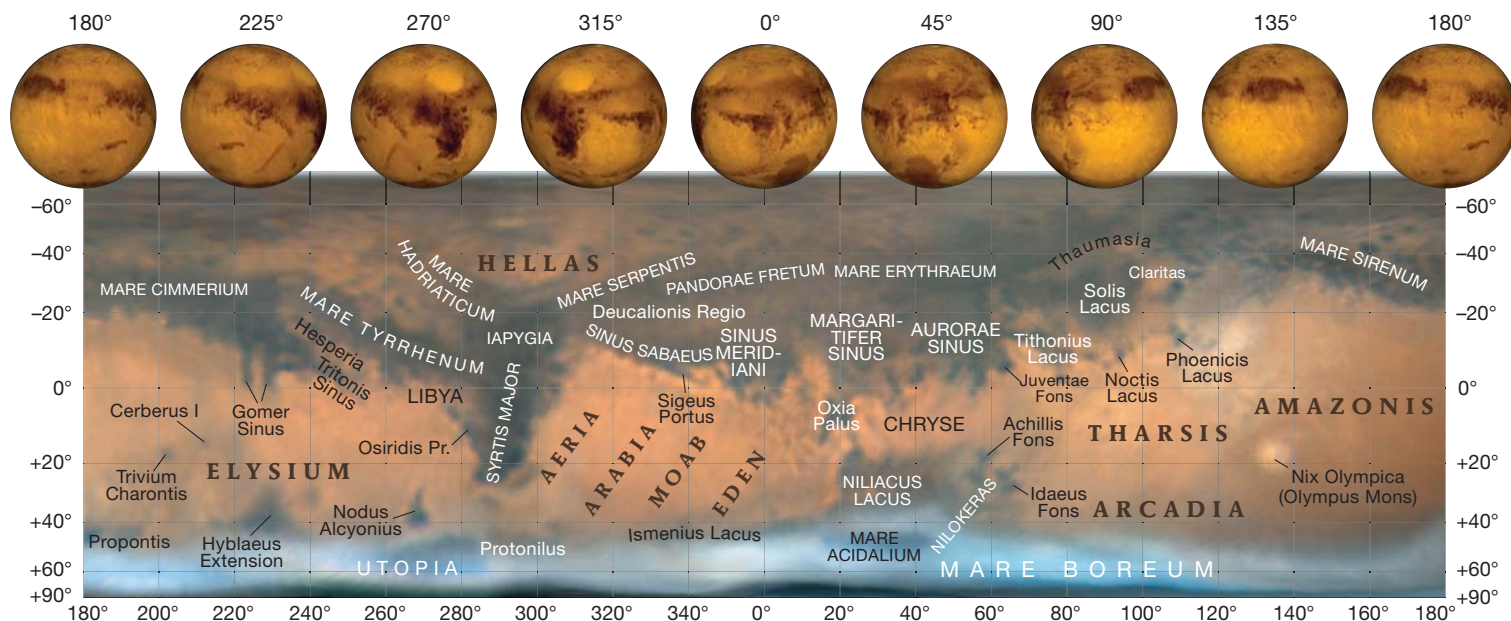 180° 225° 270° 315° 0° 45° 90° 135° 180°
–60° –60°
–40° –40°
–20° –20°
0° 0°
+20° +20°
+40° +40°
+60° +60°
+90° +90°
MARE CIMMERIUM
MARE
HADRIATICUM
HELLAS
MARE SERPENTIS
PANDORAE FRETUM
MARE ERYTHRAEUM
Thaumasia
Claritas
MARE SIRENUM
Solis
Lacus
MARE TYRRHENUM
Hesperia
Tritonis
Sinus
IAPYGIA
Deucalionis Regio
SINUS SABAEUS
SINUS
MERID-
IANI
MARGARI-
TIFER
SINUS
AURORAE
SINUS
Tithonius
Lacus
Phoenicis
Lacus
Noctis
Lacus
Juventae
Fons
LIBYA
SYRTIS MAJOR
Sigeus
Portus
Cerberus I
Gomer
Sinus
Osiridis Pr.
AERIA
ARABIA
MOAB
EDEN
Oxia
Palus
CHRYSE
Achillis
Fons
THARSIS
AMAZONIS
Trivium
Charontis
ELYSIUM
Nodus
Alcyonius
NILIACUS
LACUS
NILOKERAS
Idaeus
Fons
ARCADIA
Nix Olympica
(Olympus Mons)
Propontis
Hyblaeus
Extension
Protonilus
Ismenius Lacus
MARE
ACIDALIUM
UTOPIA
MARE BOREUM
180 200 220 240 260 280 300 320 340 0° 20 40 60 80 100 120 140 160 180°